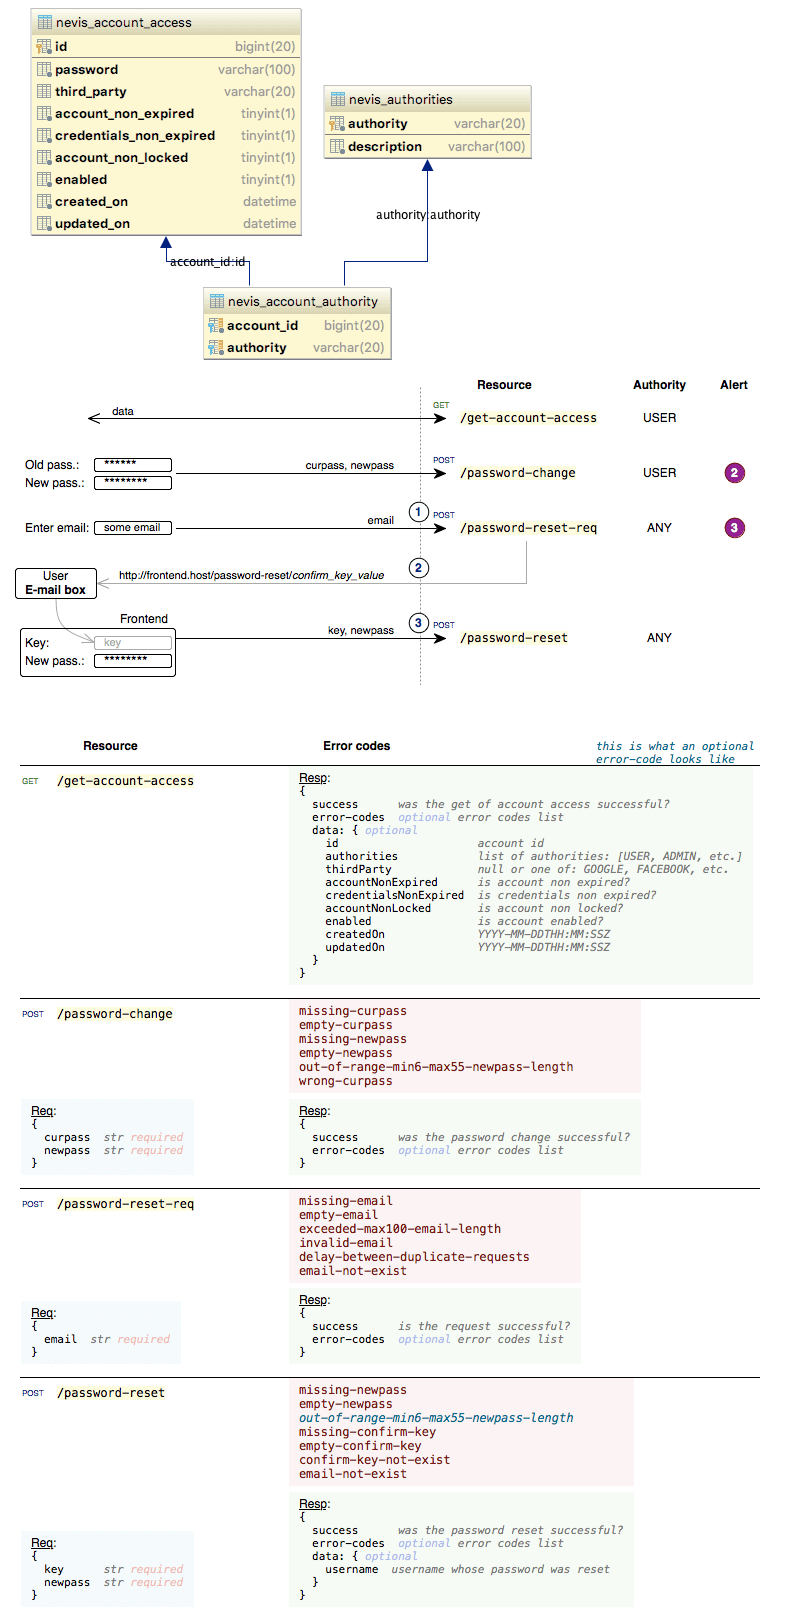 nevis_account_access
id bigint(20)
password varchar(100)
third_party varchar(20)
account_non_expired tinyint(1)
credentials_non_expired tinyint(1)
account_non_locked tinyint(1)
enabled tinyint(1)
created_on datetime
updated_on datetime
nevis_authorities
authority varchar(20)
description varchar(100)
authority:authority
account_id:id
nevis_account_authority
account_id bigint(20)
authority varchar(20)
Resource Authority Alert
data GET /get-account-access USER
Old pass.: ******
New pass.: ********
curpass, newpass POST /password-change USER 2
Enter email: some email email 1 POST /password-reset-req ANY 3
User
E-mail box
http://frontend.host/password-reset/confirm_key_value 2
Frontend
Key: key
New pass.: ********
key, newpass 3 POST /password-reset ANY
Resource Error codes this is what an optional
error-code looks like
GET /get-account-access
Resp:
{
success was the get of account access successful?
error-codes optional error codes list
data: { optional
id account id
authorities list of authorities: [USER, ADMIN, etc.]
thirdParty null or one of: GOOGLE, FACEBOOK, etc.
accountNonExpired is account non expired?
credentialsNonExpired is credentials non expired?
accountNonLocked is account non locked?
enabled is account enabled?
createdOn YYYY-MM-DDTHH:MM:SSZ
updatedOn YYYY-MM-DDTHH:MM:SSZ
}
}
POST /password-change
missing-curpass
empty-curpass
missing-newpass
empty-newpass
out-of-range-min6-max55-newpass-length
wrong-curpass
Req:
{
curpass str required
newpass str required
}
Resp:
{
success was the password change successful?
error-codes optional error codes list
}
POST /password-reset-req
missing-email
empty-email
exceeded-max100-email-length
invalid-email
delay-between-duplicate-requests
email-not-exist
Req:
{
email str required
}
Resp:
{
success is the request successful?
error-codes optional error codes list
}
POST /password-reset
missing-newpass
empty-newpass
out-of-range-min6-max55-newpass-length
missing-confirm-key
empty-confirm-key
confirm-key-not-exist
email-not-exist
Req:
{
key str required
newpass str required
}
Resp:
{
success was the password reset successful?
error-codes optional error codes list
data: { optional
username username whose password was reset
}
}